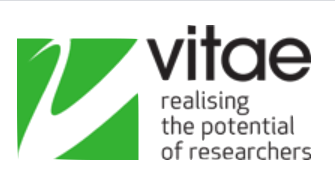 vitae
realising
the potential
of researchers